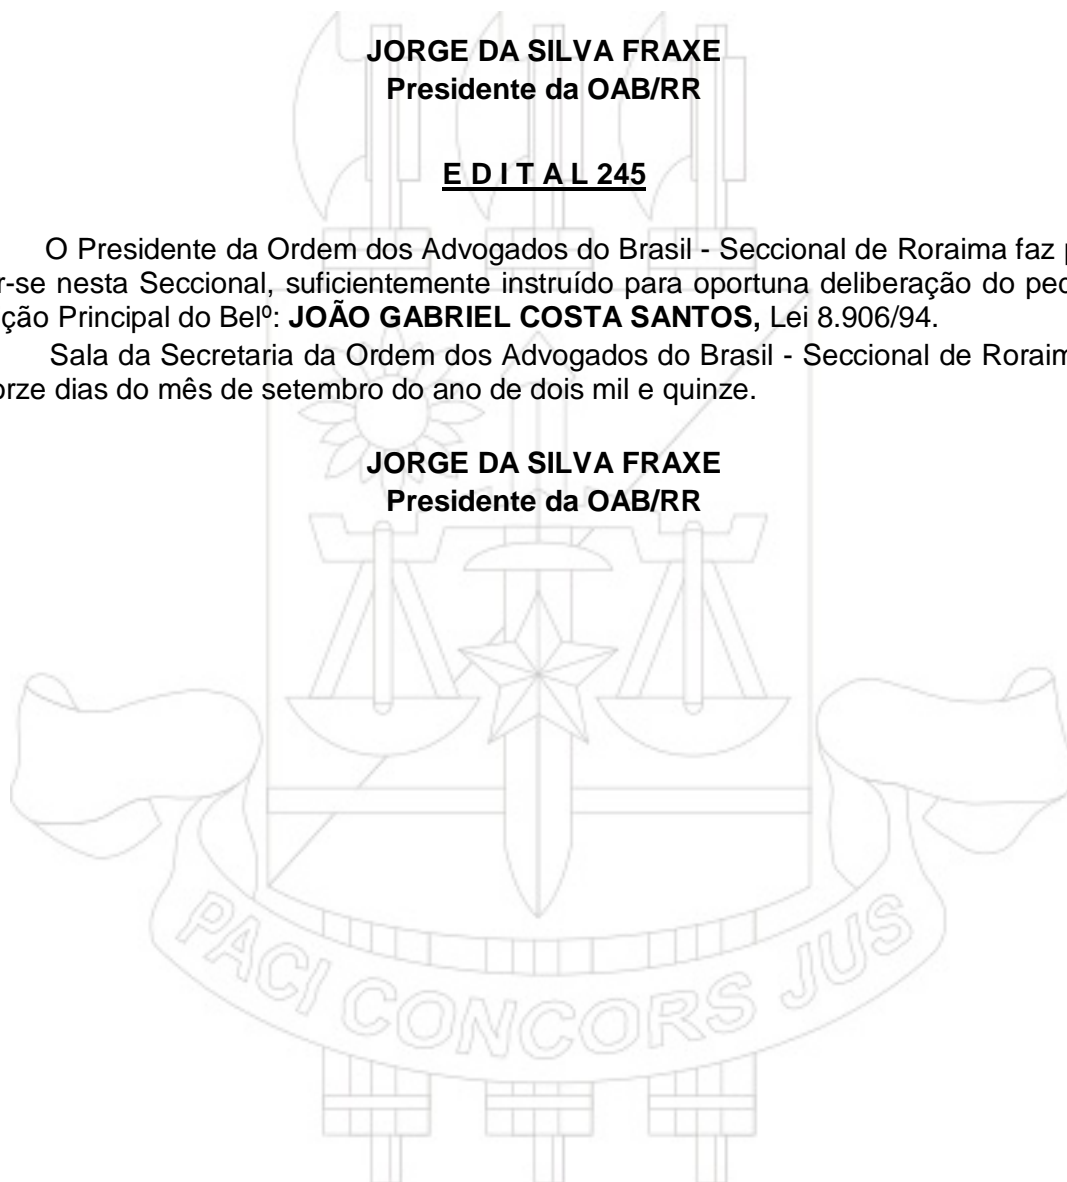 JORGE DA SILVA FRAXE
Presidente da OAB/RR
E D I T A L 245
O Presidente da Ordem dos Advogados do Brasil - Seccional de Roraima faz p
r-se nesta Seccional, suficientemente instruído para oportuna deliberação do pec
ção Principal do Belº: JOÃO GABRIEL COSTA SANTOS, Lei 8.906/94.
Sala da Secretaria da Ordem dos Advogados do Brasil - Seccional de Roraim
orze dias do mês de setembro do ano de dois mil e quinze.
JORGE DA SILVA FRAXE
Presidente da OAB/RR
PACI CONCORS JUS